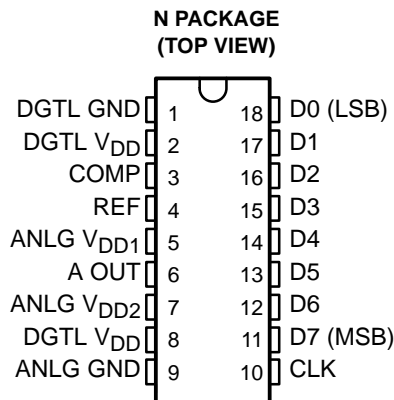 N PACKAGE
(TOP VIEW)
DGTL GND 1 18 D0 (LSB)
DGTL VDD 2 17 D1
COMP 3 16 D2
REF 4 15 D3
ANLG VDD1 5 14 D4
A OUT 6 13 D5
ANLG VDD2 7 12 D6
DGTL VDD 8 11 D7 (MSB)
ANLG GND 9 10 CLK